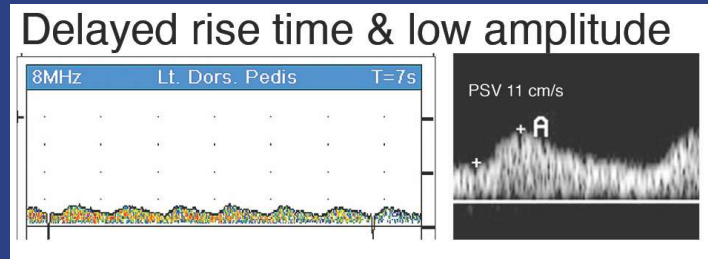 Delayed rise time & low amplitude
8MHz Lt. Dors. Pedis T=7s
PSV 11 cm/s
A